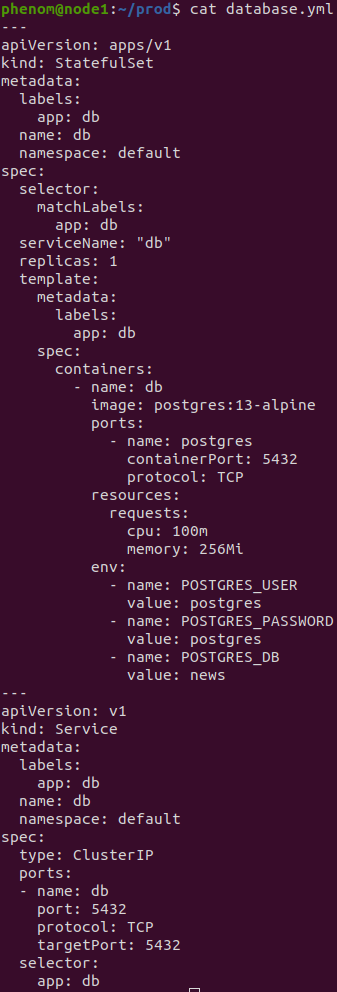 phenom@node1:~/prod$ cat database.yml
---
apiVersion: apps/v1
kind: StatefulSet
metadata:
  labels:
    app: db
  name: db
  namespace: default
spec:
  selector:
    matchLabels:
      app: db
  serviceName: "db"
  replicas: 1
  template:
    metadata:
      labels:
        app: db
    spec:
      containers:
        - name: db
          image: postgres:13-alpine
          ports:
            - name: postgres
              containerPort: 5432
              protocol: TCP
          resources:
            requests:
              cpu: 100m
              memory: 256Mi
          env:
            - name: POSTGRES_USER
              value: postgres
            - name: POSTGRES_PASSWORD
              value: postgres
            - name: POSTGRES_DB
              value: news
---
apiVersion: v1
kind: Service
metadata:
  labels:
    app: db
  name: db
  namespace: default
spec:
  type: ClusterIP
  ports:
  - name: db
    port: 5432
    protocol: TCP
    targetPort: 5432
  selector:
    app: db